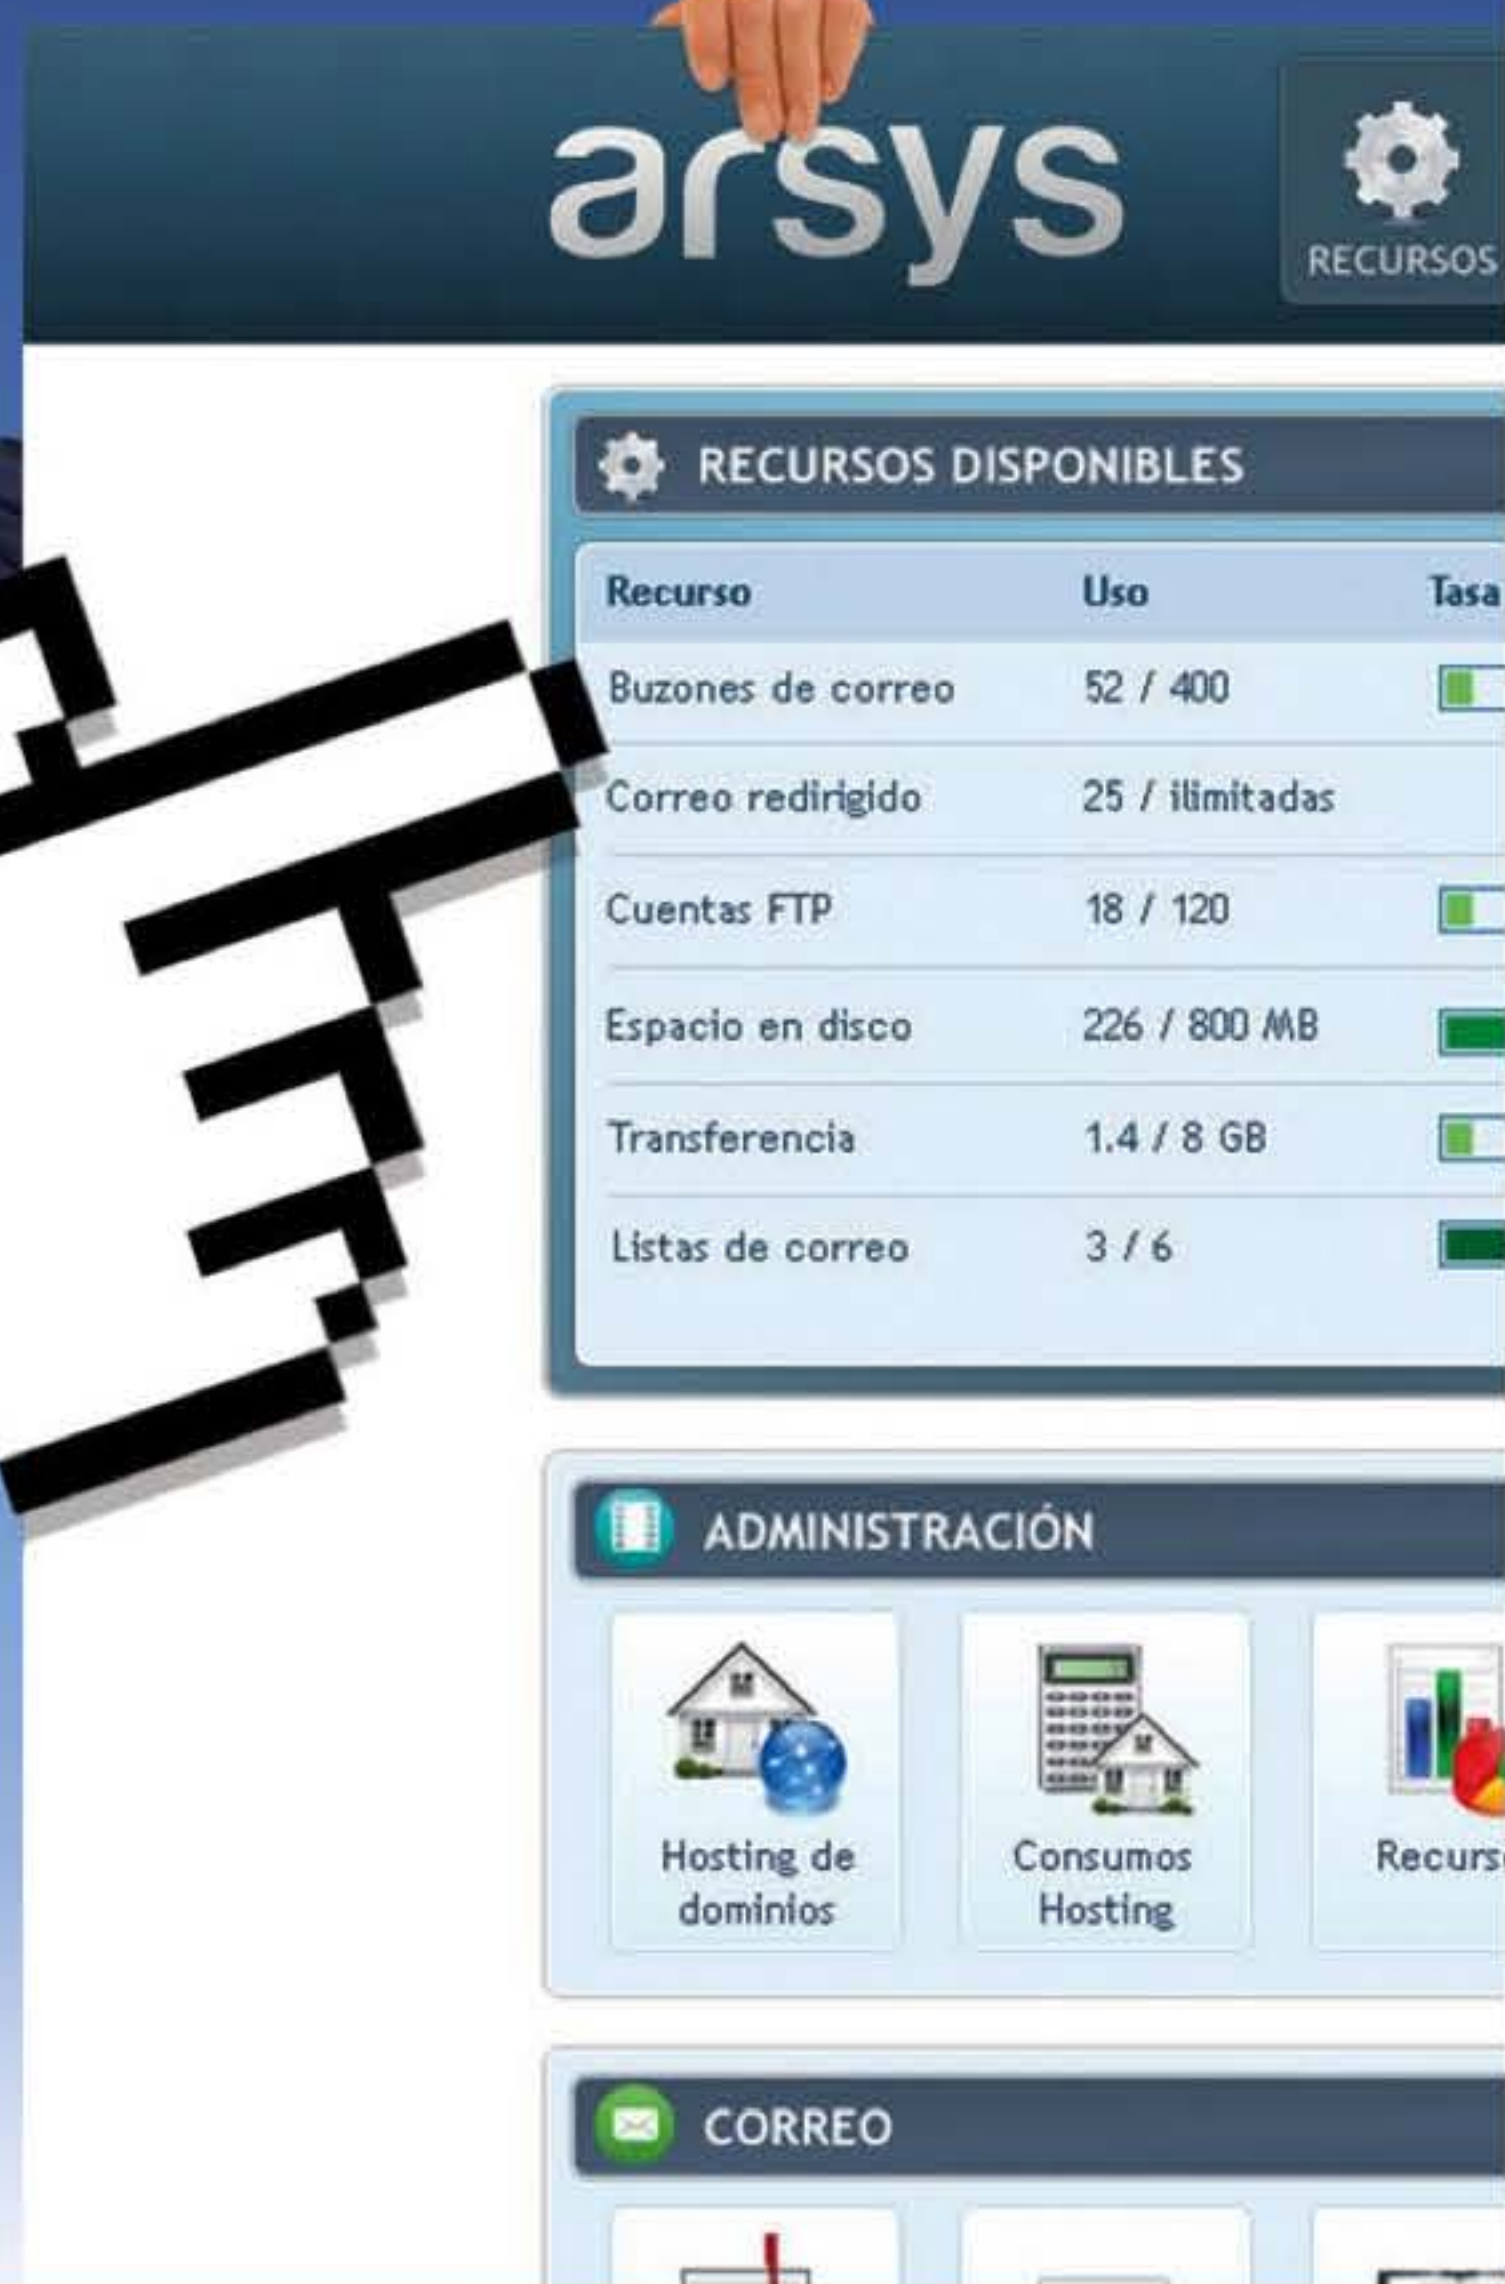 arsys
RECURSOS
RECURSOS DISPONIBLES
Recurso Uso Tasa
Buzones de correo 52 / 400
Correo redirigido 25 / ilimitadas
Cuentas FTP 18 / 120
Espacio en disco 226 / 800 MB
Transferencia 1.4 / 8 GB
Listas de correo 3 / 6
ADMINISTRACIÓN
Hosting de
dominios
Consumos
Hosting
CORREO